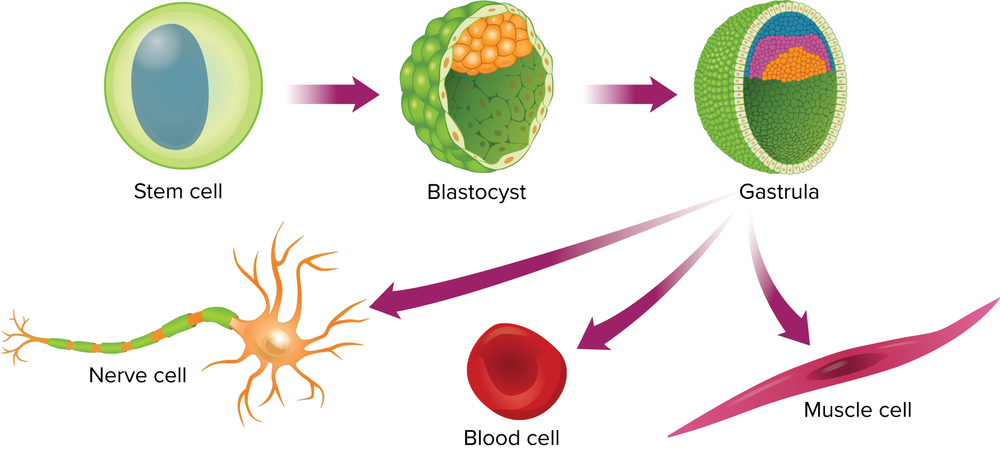 Stem cell
Blastocyst
Gastrula
Nerve cell
Blood cell
Muscle cell